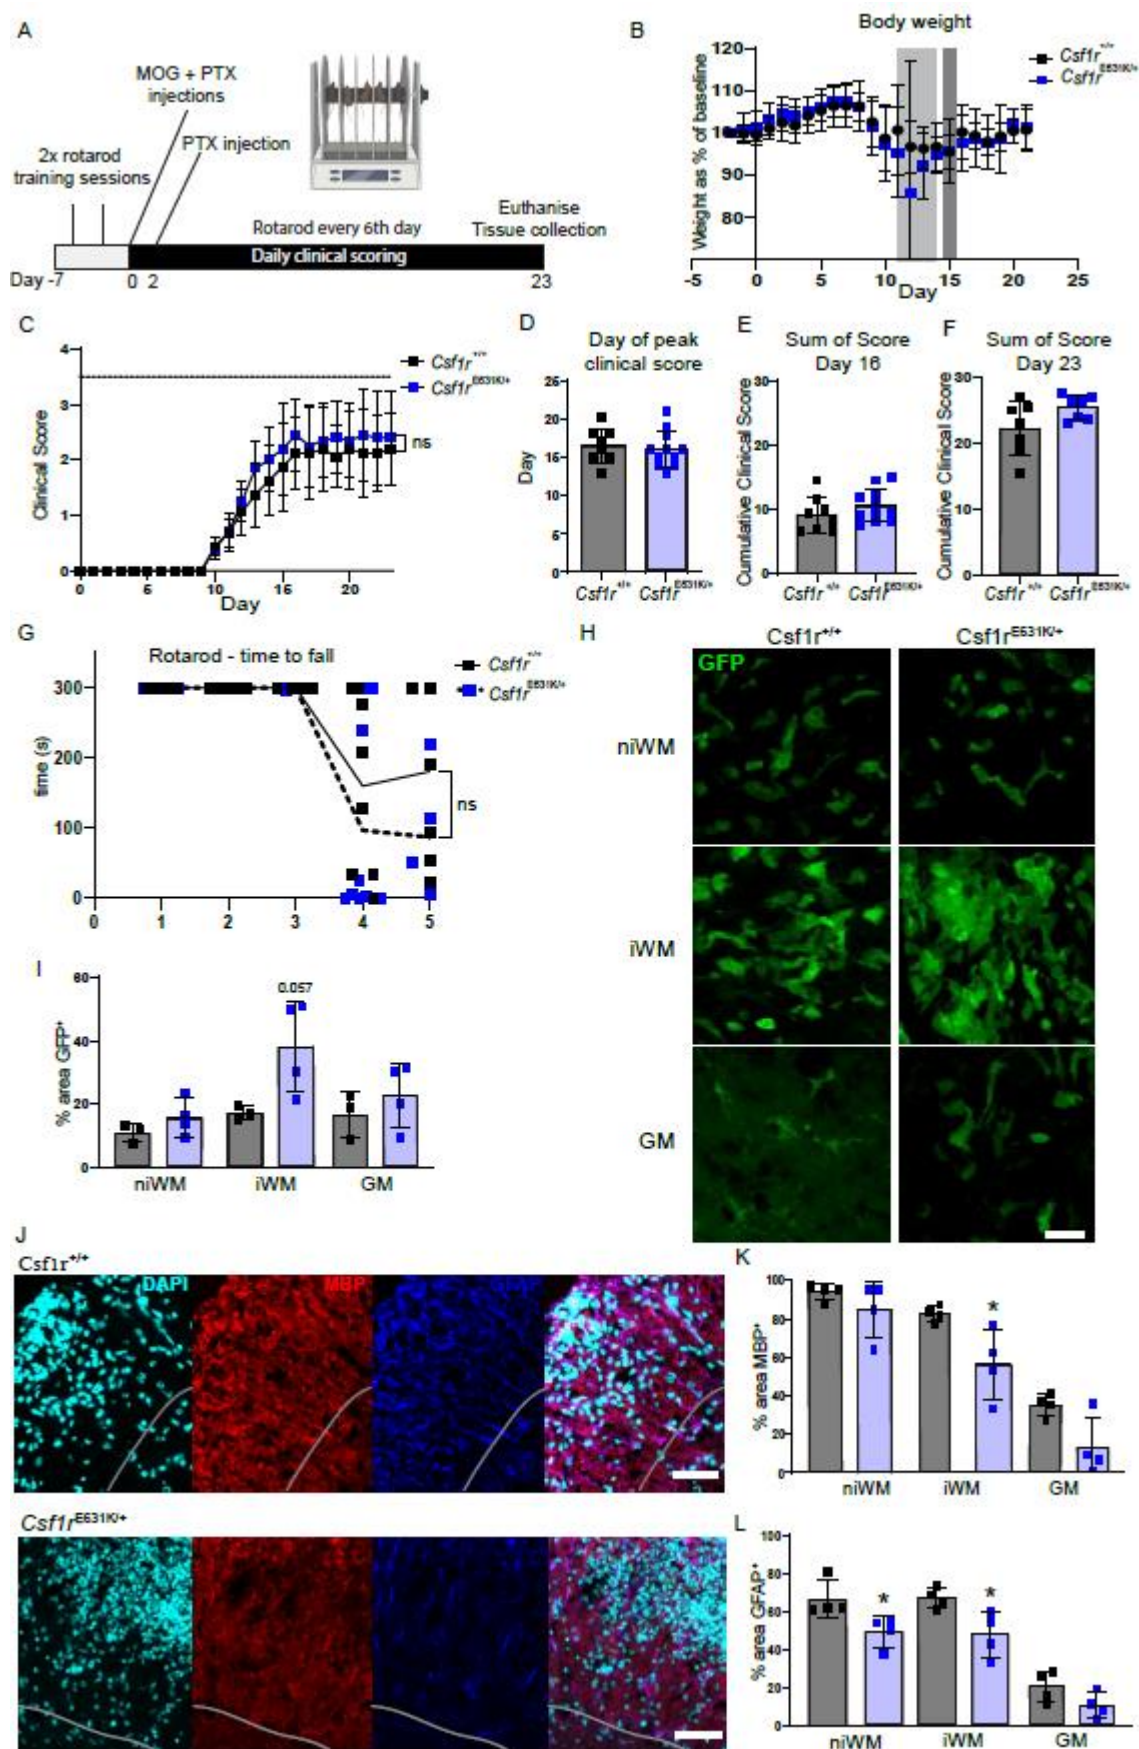 A
MOG + PTX
injections
PTX injection
2x rotarod
training sessions
Rotarod every 6th day
Euthanise
Tissue collection
Daily clinical scoring
Day -7
0 2
23
B
Body weight
Weight as % of baseline
120
110
100
90
80
-5 0 5 10 15 20 25
Day
Csf1r+/+
Csf1rE631K/+
C
Clinical Score
4
3
2
1
0
0 5 10 15 20
Day
Csf1r+/+
Csf1rE631K/+
ns
D
Day of peak
clinical score
Day
25
20
15
10
5
0
Csf1r+/+ Csf1rE631K/+
E
Sum of Score
Day 16
Cumulative Clinical Score
30
20
10
0
Csf1r+/+ Csf1rE631K/+
F
Sum of Score
Day 23
Cumulative Clinical Score
30
20
10
0
Csf1r+/+ Csf1rE631K/+
G
Rotarod - time to fall
time (s)
300
200
100
0
0 1 2 3 4 5
Csf1r+/+
Csf1rE631K/+
ns
H
Csf1r+/+ Csf1rE631K/+
GFP
niWM
iWM
GM
I
% area GFP+
60
40
20
0
0.057
niWM iWM GM
J
Csf1r+/+
DAPI MBP GFAP
Csf1rE631K/+
K
% area MBP+
100
80
60
40
20
0
*
niWM iWM GM
L
% area GFAP+
100
80
60
40
20
0
* *
niWM iWM GM